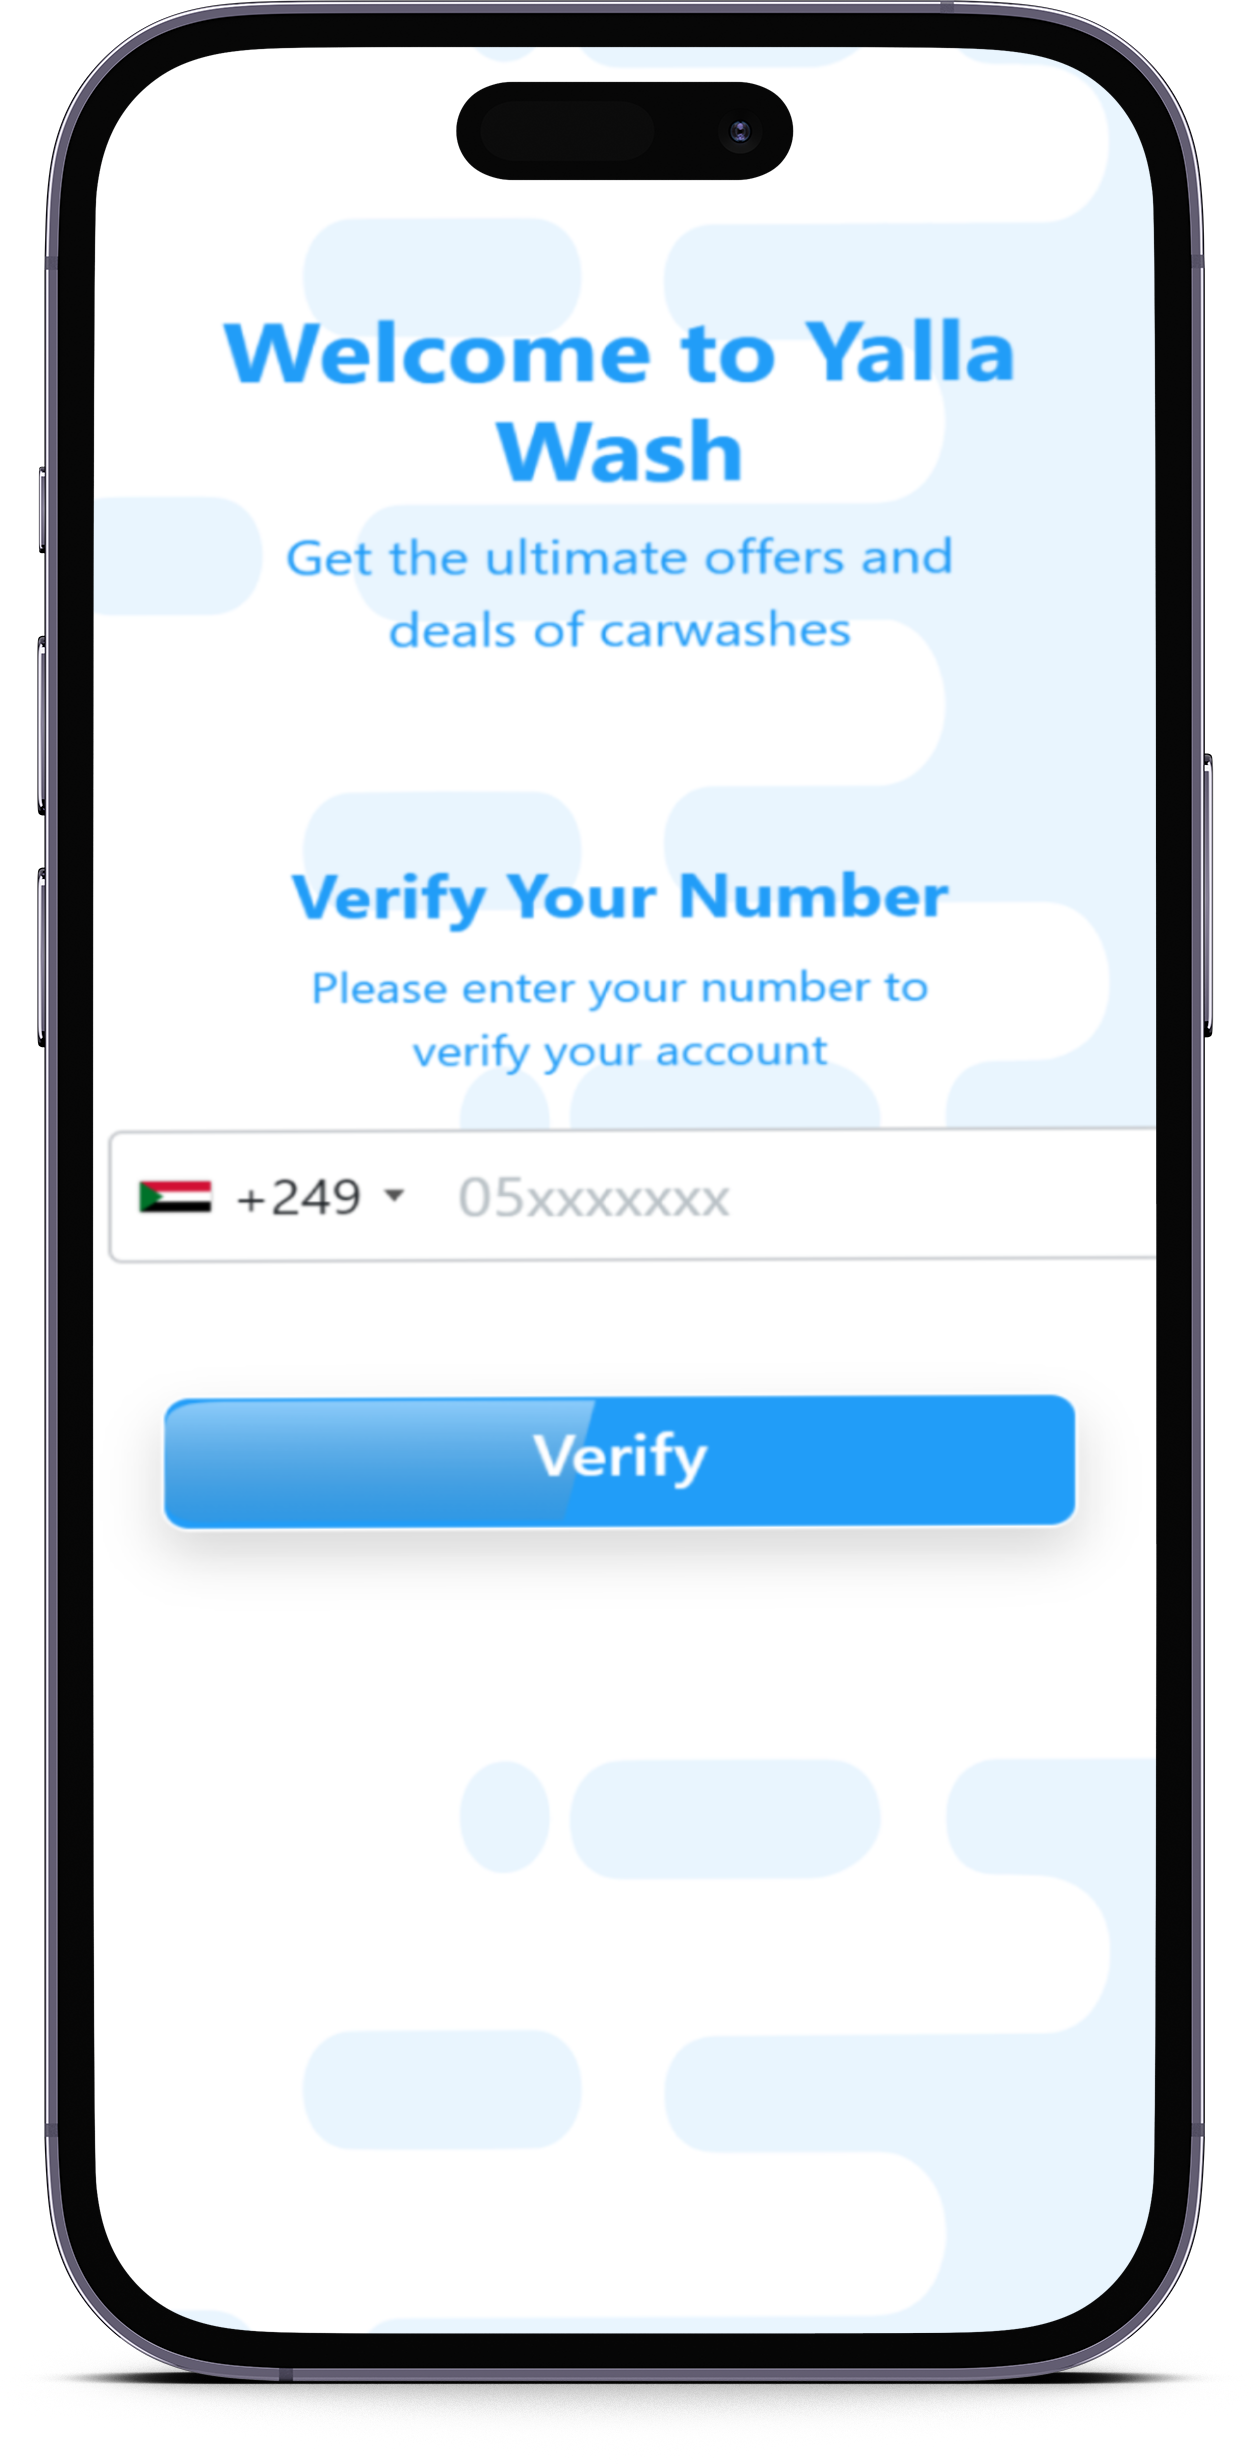 Welcome to Yalla
Wash
Get the ultimate offers and
deals of carwashes
Verify Your Number
Please enter your number to
verify your account
+249 05xxxxxxx
Verify